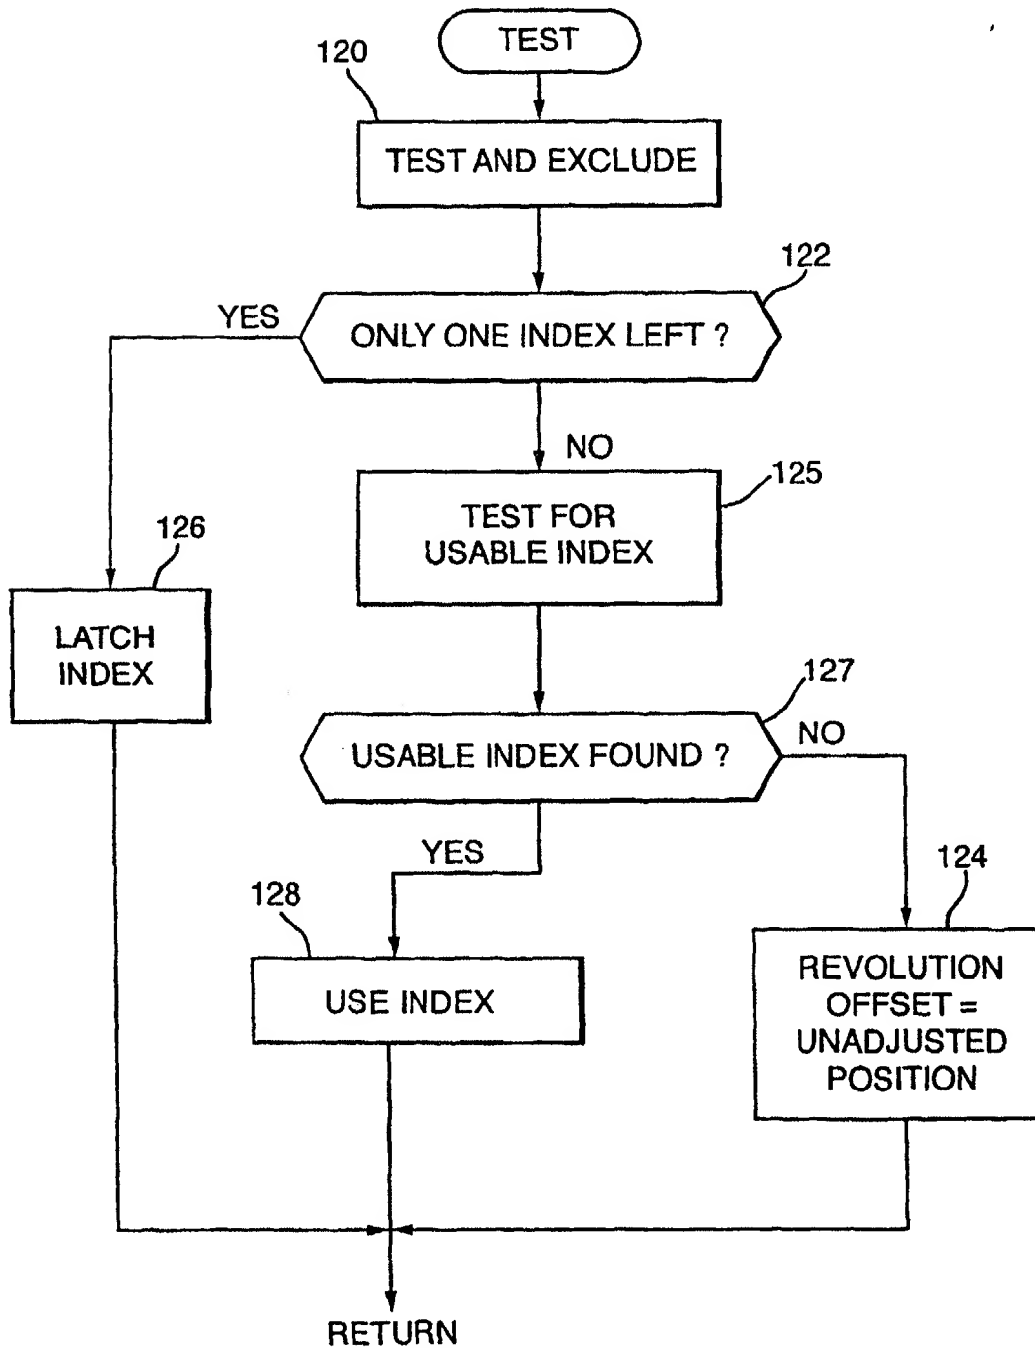 TEST
120
TEST AND EXCLUDE
122
YES
ONLY ONE INDEX LEFT ?
NO
125
TEST FOR
USABLE INDEX
126
LATCH
INDEX
127
USABLE INDEX FOUND ?
NO
YES
124
128
REVOLUTION
OFFSET =
UNADJUSTED
POSITION
USE INDEX
RETURN